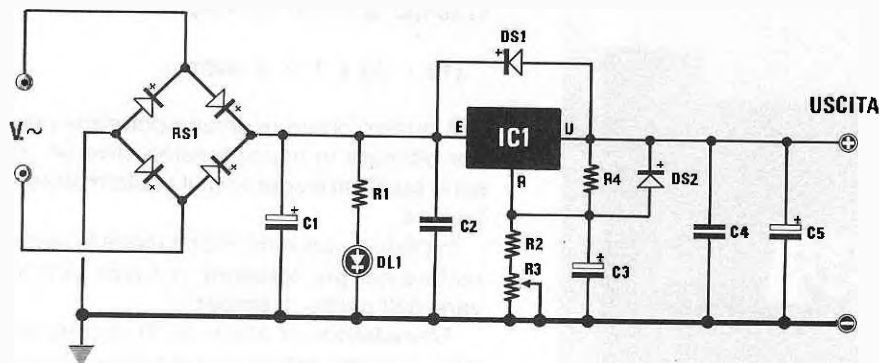 DS1
USCITA
V~
RS1
E
IC1
U
R
R4
DS2
R1
C1
C2
R2
R3
C3
C4
C5
DL1